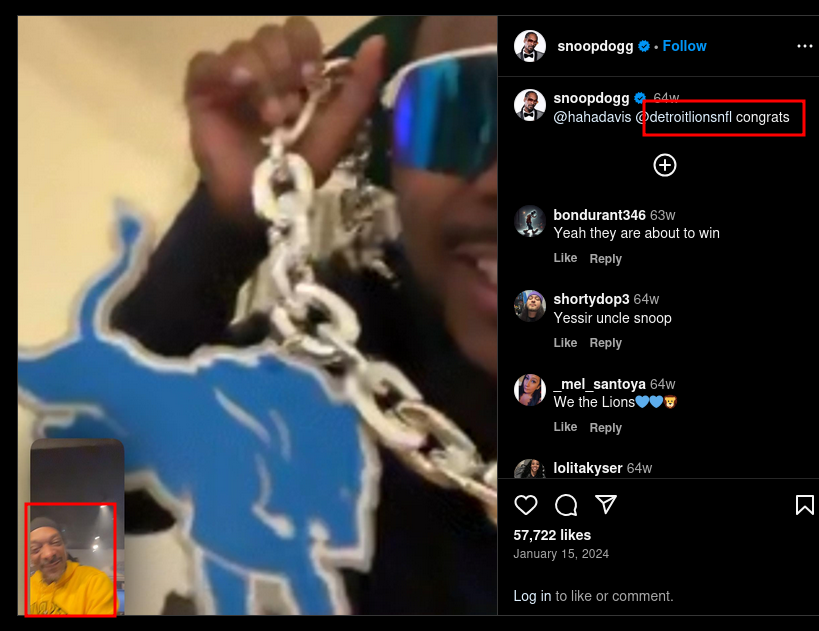 snoopdogg • Follow
snoopdogg 64w
@hahadavis @detroitlionsnfl congrats
bondurant346 63w
Yeah they are about to win
Like Reply
shortydop3 64w
Yessir uncle snoop
Like Reply
_mel_santoya 64w
We the Lions💙💙🦁
Like Reply
lolitakyser 64w
57,722 likes
January 15, 2024
Log in to like or comment.